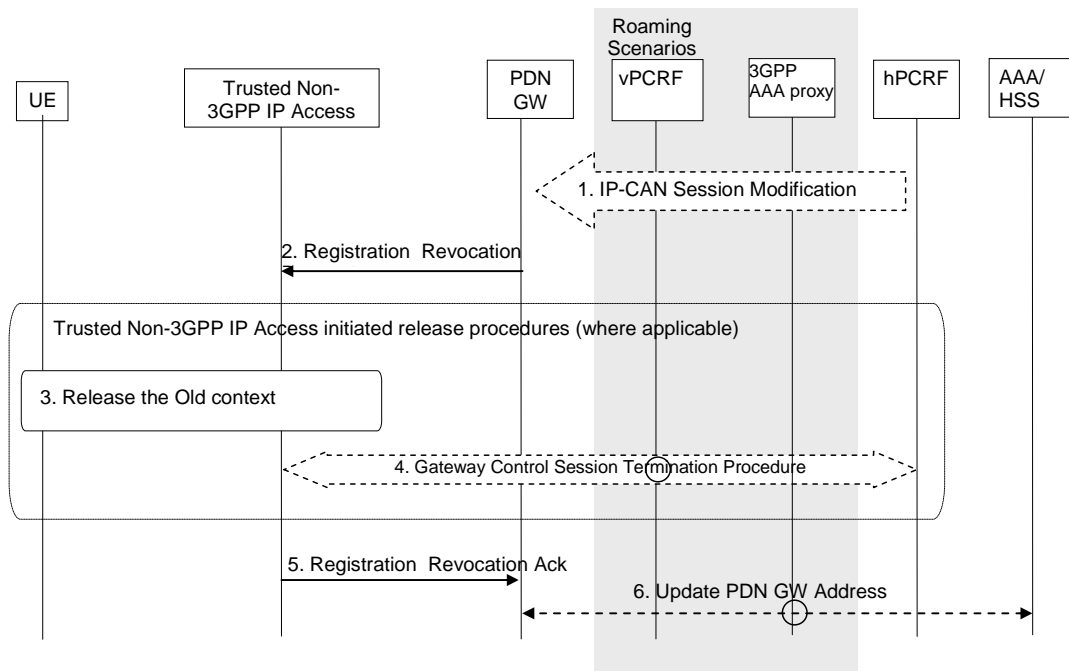 Roaming
Scenarios
UE
Trusted Non-
3GPP IP Access
PDN
GW
vPCRF
3GPP
AAA proxy
hPCRF
AAA/
HSS
1. IP-CAN Session Modification
2. Registration Revocation
Trusted Non-3GPP IP Access initiated release procedures (where applicable)
3. Release the Old context
4. Gateway Control Session Termination Procedure
5. Registration Revocation Ack
6. Update PDN GW Address